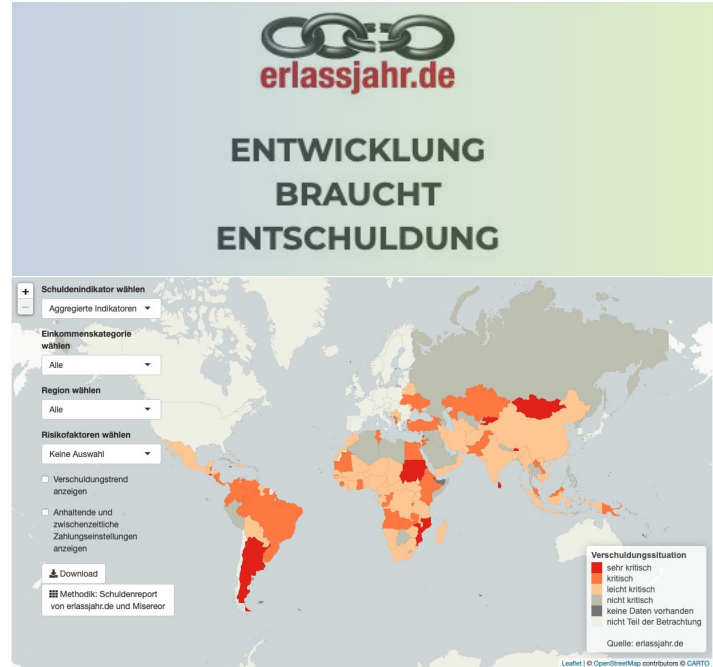 erlassjahr.de
ENTWICKLUNG
BRAUCHT
ENTSCHULDUNG
+
−
Schuldenindikator wählen
Aggregierte Indikatoren
Einkommenskategorie
wählen
Alle
Region wählen
Alle
Risikofaktoren wählen
Keine Auswahl
Verschuldungstrend
anzeigen
Anhaltende und
zwischenzeitliche
Zahlungseinstellungen
anzeigen
Download
Methodik: Schuldenreport
von erlassjahr.de und Misereor
Verschuldungssituation
sehr kritisch
kritisch
leicht kritisch
nicht kritisch
keine Daten vorhanden
nicht Teil der Betrachtung
Quelle: erlassjahr.de
Leaflet | © OpenStreetMap contributors © CARTO